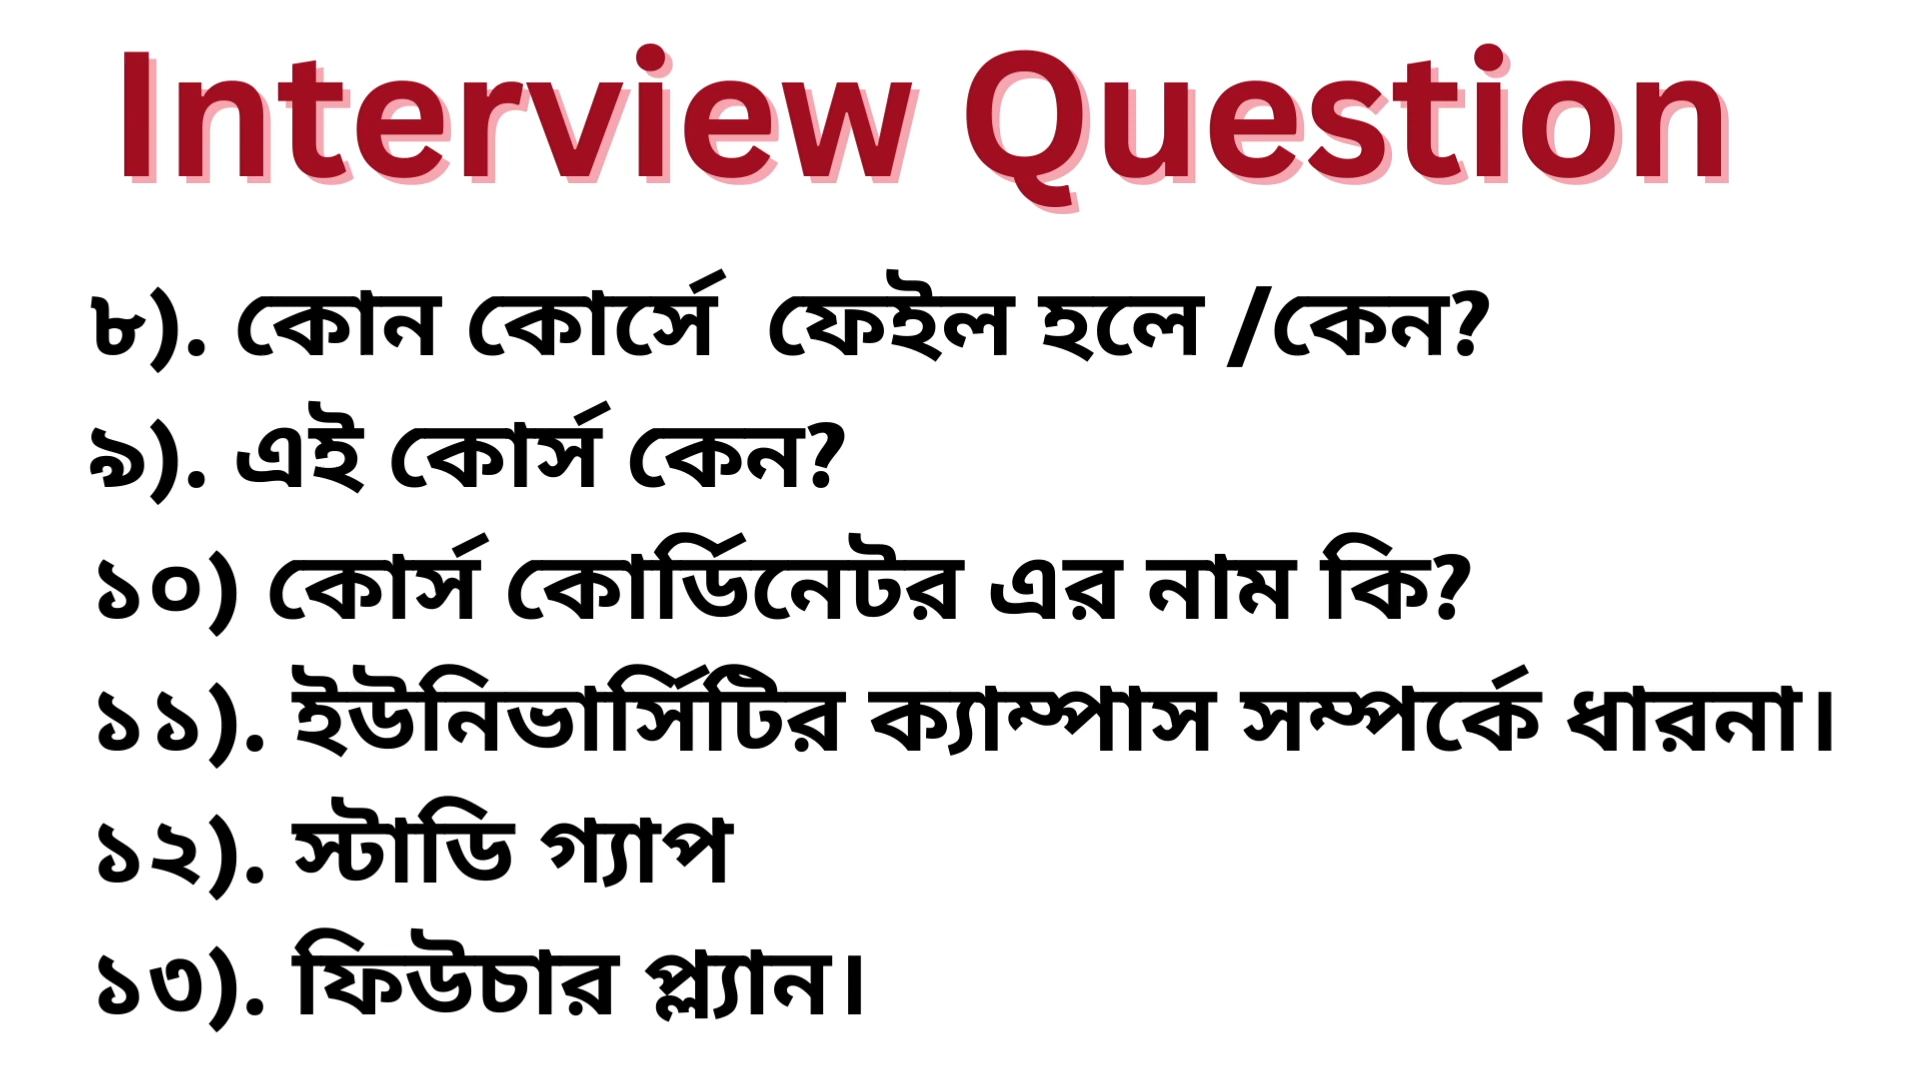 Interview Question
৮). কোন কোর্সে ফেইল হলে /কেন?
৯). এই কোর্স কেন?
১০) কোর্স কোর্ডিনেটর এর নাম কি?
১১). ইউনিভার্সিটির ক্যাম্পাস সম্পর্কে ধারনা।
১২). স্টাডি গ্যাপ
১৩). ফিউচার প্ল্যান।